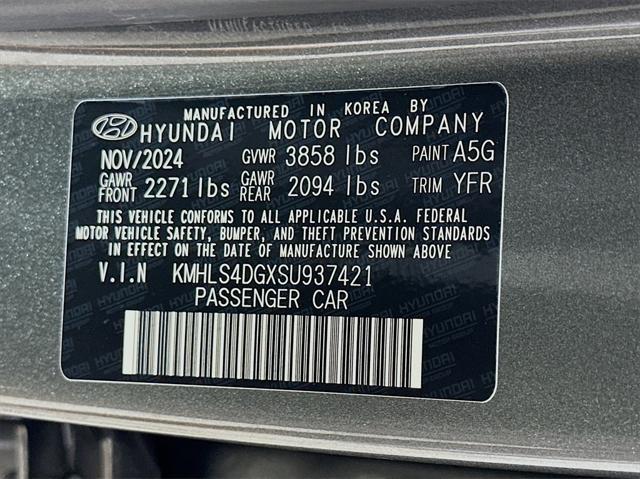 MANUFACTURED IN KOREA BY
HYUNDAI MOTOR COMPANY
NOV/2024 GVWR 3858 lbs PAINT A5G
GAWR FRONT 2271 lbs GAWR REAR 2094 lbs TRIM YFR
THIS VEHICLE CONFORMS TO ALL APPLICABLE U.S.A. FEDERAL
MOTOR VEHICLE SAFETY, BUMPER, AND THEFT PREVENTION STANDARDS
IN EFFECT ON THE DATE OF MANUFACTURE SHOWN ABOVE
V.I.N KMHLS4DGXSU937421
PASSENGER CAR